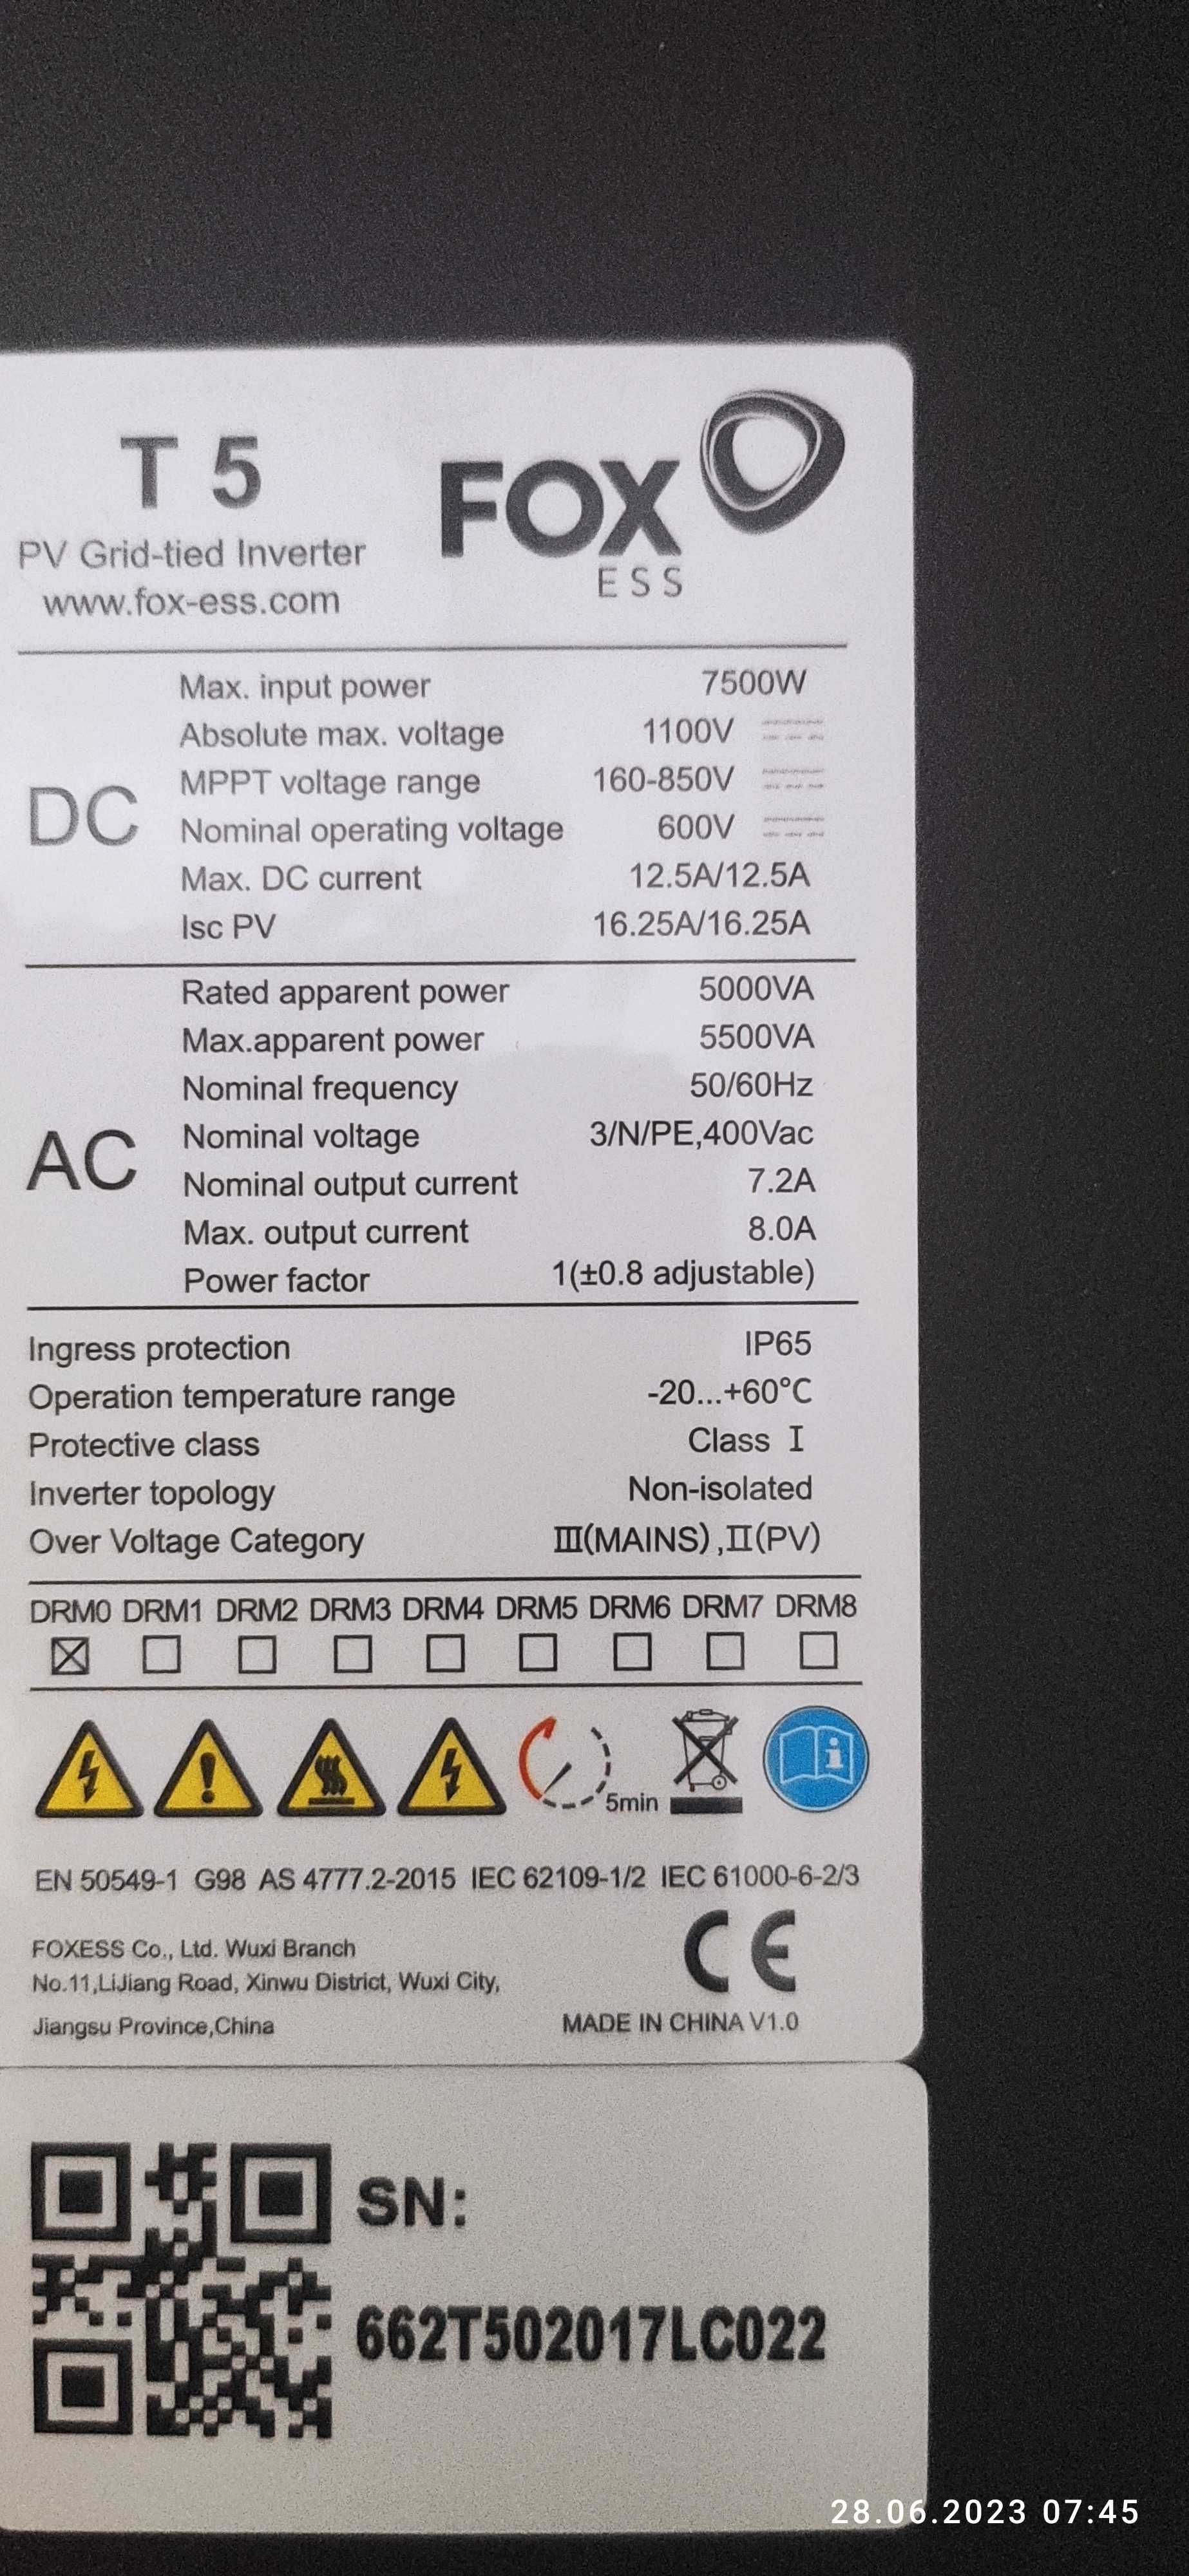 T 5
FOX
ESS
PV Grid-tied Inverter
www.fox-ess.com
DC
Max. input power 7500W
Absolute max. voltage 1100V
MPPT voltage range 160-850V
Nominal operating voltage 600V
Max. DC current 12.5A/12.5A
Isc PV 16.25A/16.25A
AC
Rated apparent power 5000VA
Max.apparent power 5500VA
Nominal frequency 50/60Hz
Nominal voltage 3/N/PE,400Vac
Nominal output current 7.2A
Max. output current 8.0A
Power factor 1(±0.8 adjustable)
Ingress protection IP65
Operation temperature range -20...+60°C
Protective class Class I
Inverter topology Non-isolated
Over Voltage Category III(MAINS),II(PV)
DRM0 DRM1 DRM2 DRM3 DRM4 DRM5 DRM6 DRM7 DRM8
5min
EN 50549-1 G98 AS 4777.2-2015 IEC 62109-1/2 IEC 61000-6-2/3
FOXESS Co., Ltd. Wuxi Branch
No.11,LiJiang Road, Xinwu District, Wuxi City,
Jiangsu Province,China
CE
MADE IN CHINA V1.0
SN:
662T502017LC022
28.06.2023 07:45